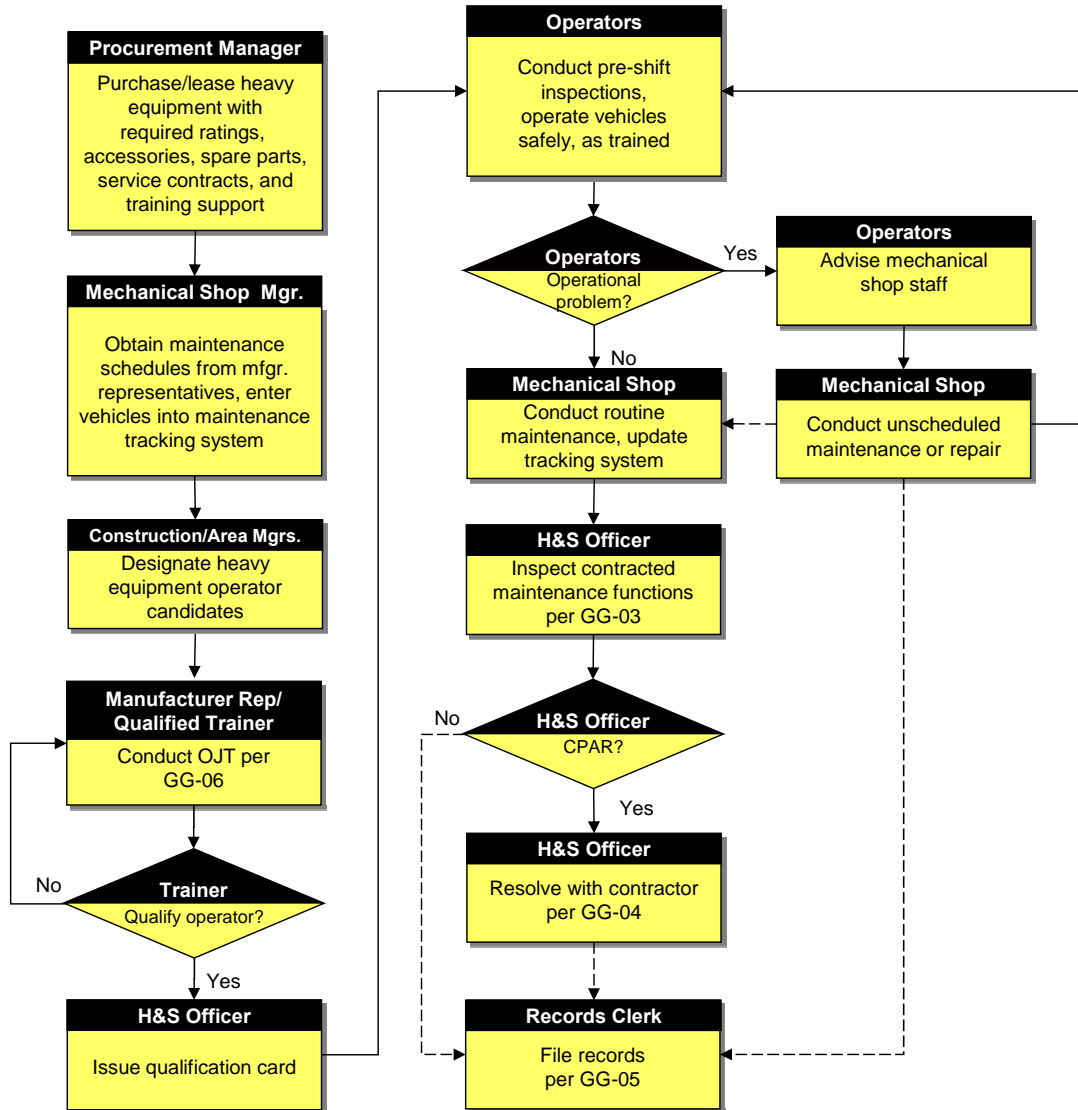 Procurement Manager
Purchase/lease heavy
equipment with
required ratings,
accessories, spare parts,
service contracts, and
training support
Mechanical Shop Mgr.
Obtain maintenance
schedules from mfgr.
representatives, enter
vehicles into maintenance
tracking system
Construction/Area Mgrs.
Designate heavy
equipment operator
candidates
Manufacturer Rep/
Qualified Trainer
Conduct OJT per
GG-06
Trainer
Qualify operator?
No
Yes
H&S Officer
Issue qualification card
Operators
Conduct pre-shift
inspections,
operate vehicles
safely, as trained
Operators
Operational
problem?
Yes
No
Operators
Advise mechanical
shop staff
Mechanical Shop
Conduct unscheduled
maintenance or repair
Mechanical Shop
Conduct routine
maintenance, update
tracking system
H&S Officer
Inspect contracted
maintenance functions
per GG-03
H&S Officer
CPAR?
No
Yes
H&S Officer
Resolve with contractor
per GG-04
Records Clerk
File records
per GG-05